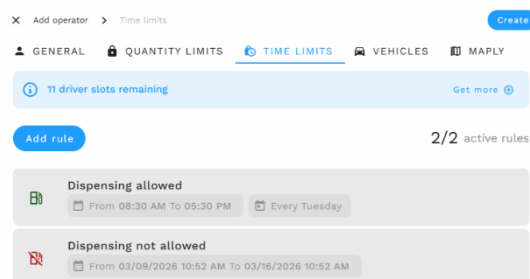 Add operator > Time limits
Create
GENERAL QUANTITY LIMITS TIME LIMITS VEHICLES MAPLY
11 driver slots remaining
Get more
Add rule
2/2 active rules
Dispensing allowed
From 08:30 AM To 05:30 PM Every Tuesday
Dispensing not allowed
From 03/09/2026 10:52 AM To 03/16/2026 10:52 AM